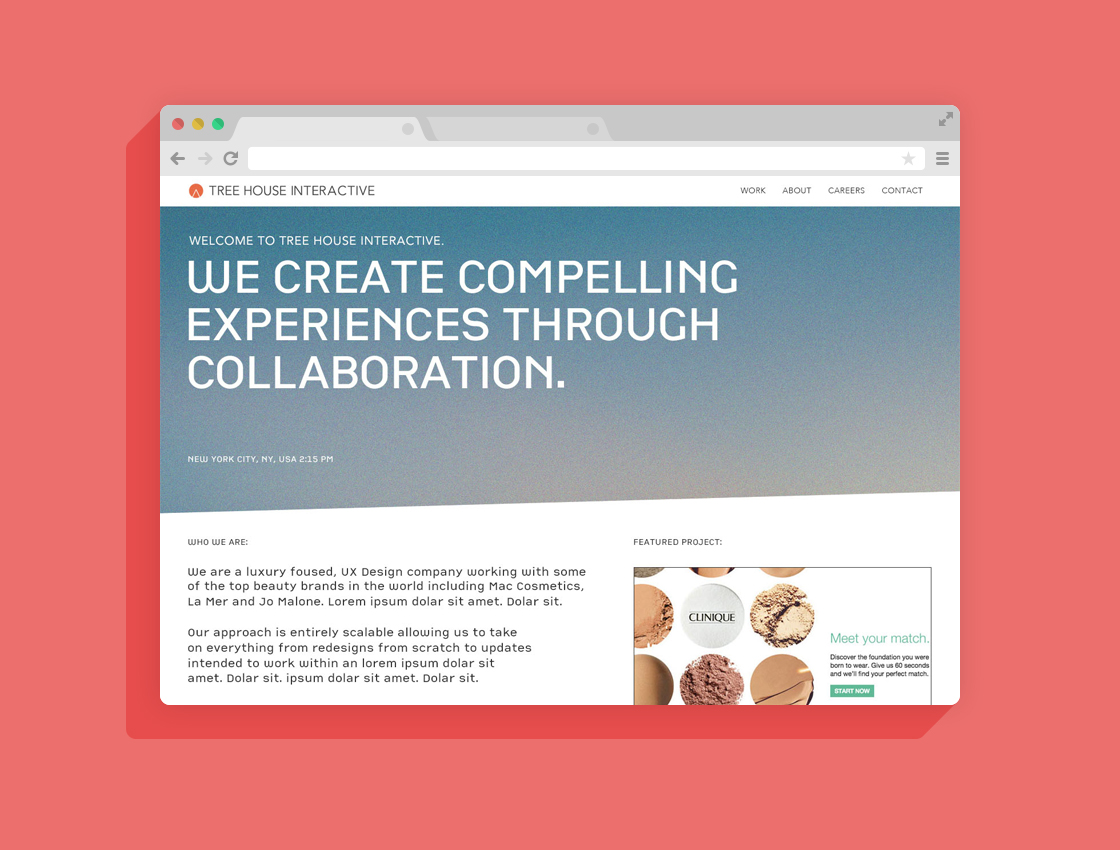 TREE HOUSE INTERACTIVE
WORK ABOUT CAREERS CONTACT
WELCOME TO TREE HOUSE INTERACTIVE.
WE CREATE COMPELLING
EXPERIENCES THROUGH
COLLABORATION.
NEW YORK CITY, NY, USA 2:15 PM
WHO WE ARE:
We are a luxury foused, UX Design company working with some
of the top beauty brands in the world including Mac Cosmetics,
La Mer and Jo Malone. Lorem ipsum dolar sit amet. Dolar sit.
Our approach is entirely scalable allowing us to take
on everything from redesigns from scratch to updates
intended to work within an lorem ipsum dolar sit
amet. Dolar sit. ipsum dolar sit amet. Dolar sit.
FEATURED PROJECT:
CLINIQUE
Meet your match.
Discover the foundation you were
born to wear. Give us 60 seconds
and we'll find your perfect match.
START NOW